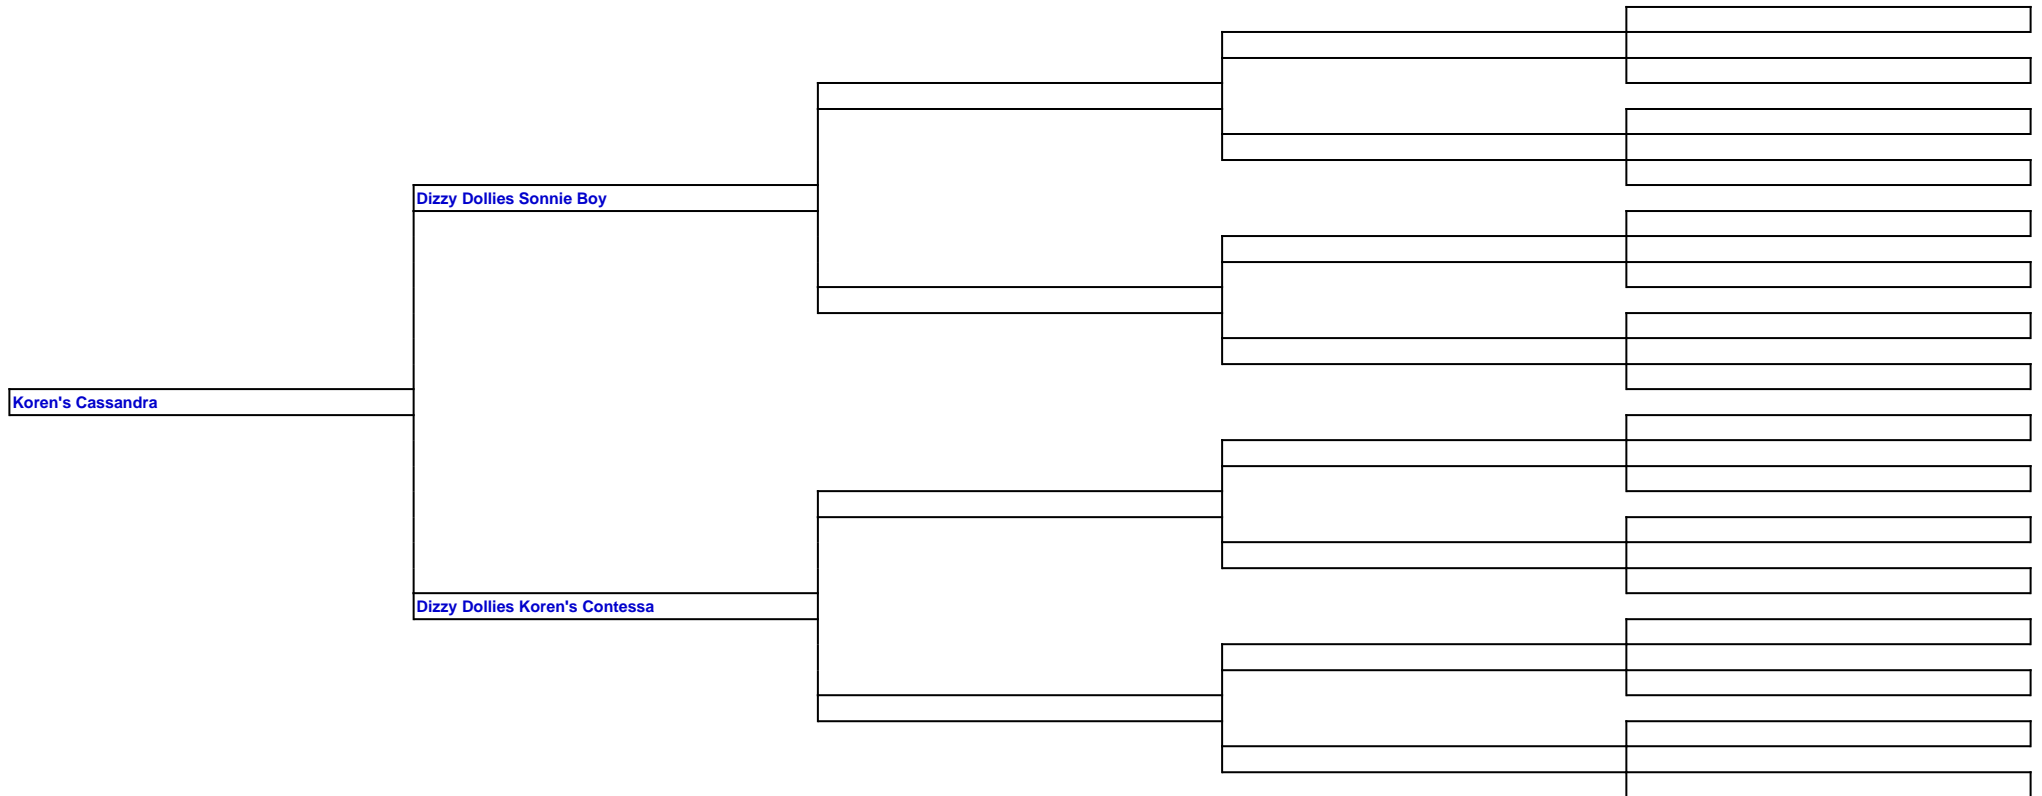 Dizzy Dollies Sonnie Boy
Koren's Cassandra
Dizzy Dollies Koren's Contessa